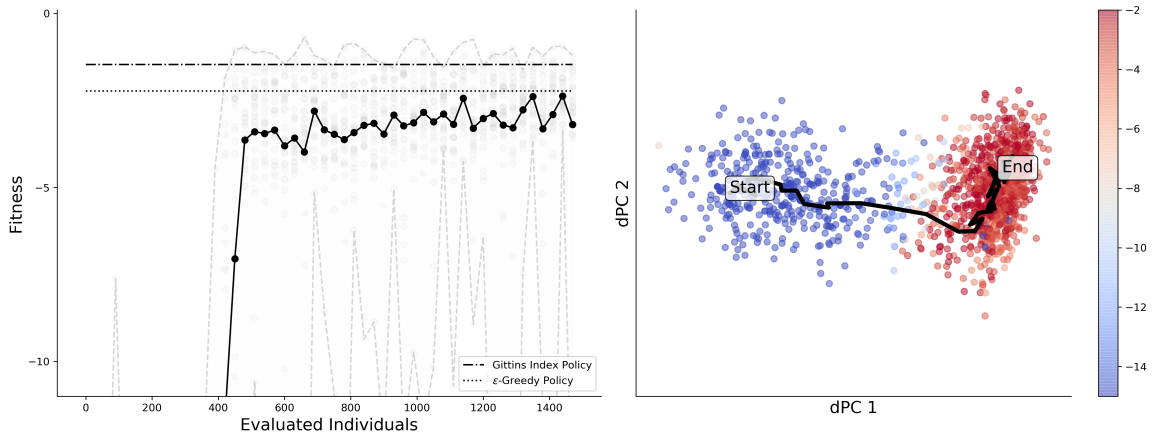 0
−5
−10
Fitness
0
200
400
600
800
1000
1200
1400
Evaluated Individuals
Gittins Index Policy
ε-Greedy Policy
dPC 2
dPC 1
Start
End
−2
−4
−6
−8
−10
−12
−14